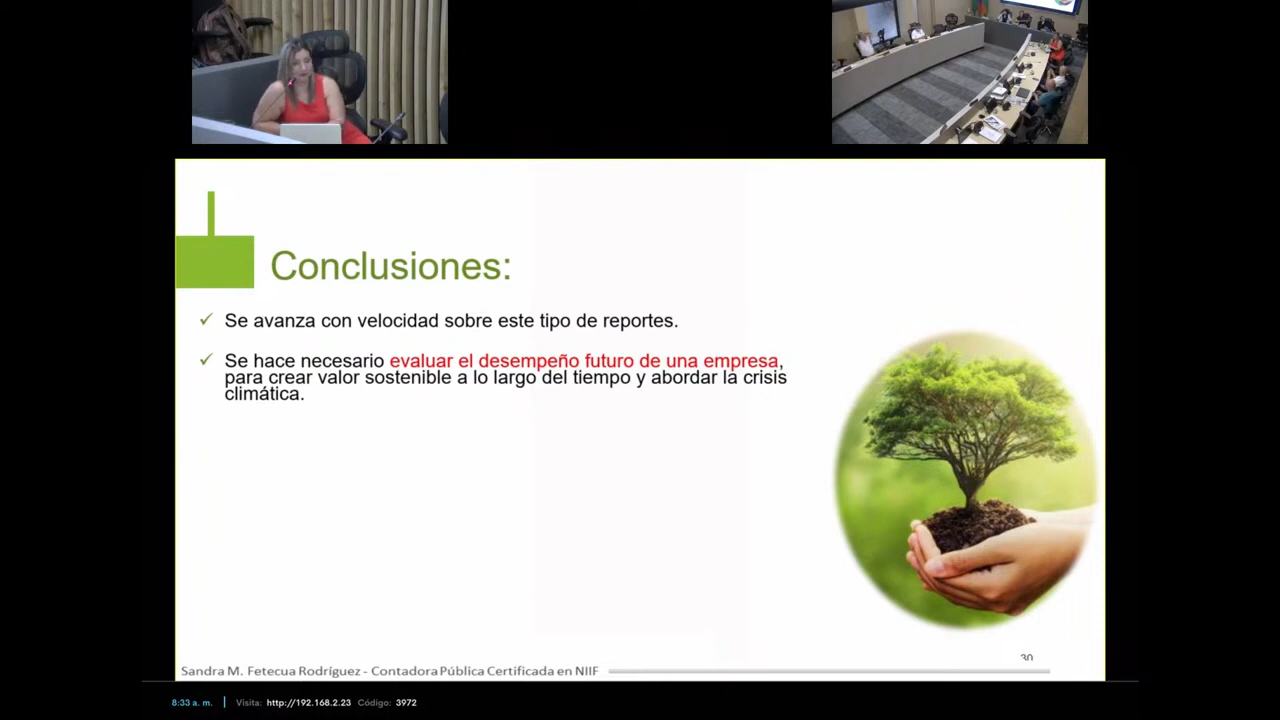 Conclusiones:
✓ Se avanza con velocidad sobre este tipo de reportes.
✓ Se hace necesario evaluar el desempeño futuro de una empresa,
para crear valor sostenible a lo largo del tiempo y abordar la crisis
climática.
30
Sandra M. Fetecua Rodríguez - Contadora Pública Certificada en NIIF
8:33 a. m. | Visita: http://192.168.2.23 Código: 3972